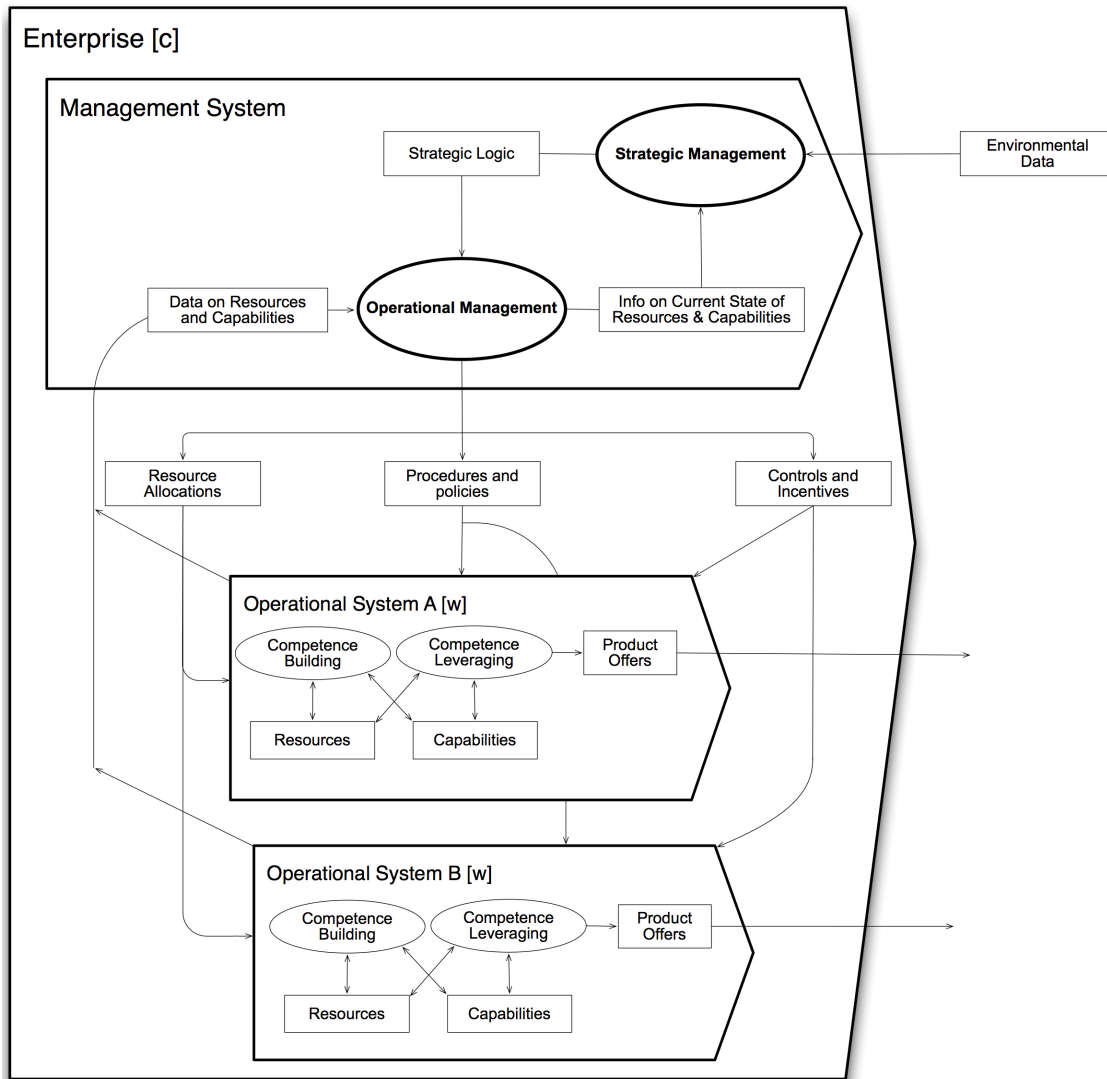 Enterprise [c]
Management System
Strategic Logic
Strategic Management
Environmental
Data
Data on Resources
and Capabilities
Operational Management
Info on Current State of
Resources & Capabilities
Resource
Allocations
Procedures and
policies
Controls and
Incentives
Operational System A [w]
Competence
Building
Competence
Leveraging
Product
Offers
Resources
Capabilities
Operational System B [w]
Competence
Building
Competence
Leveraging
Product
Offers
Resources
Capabilities